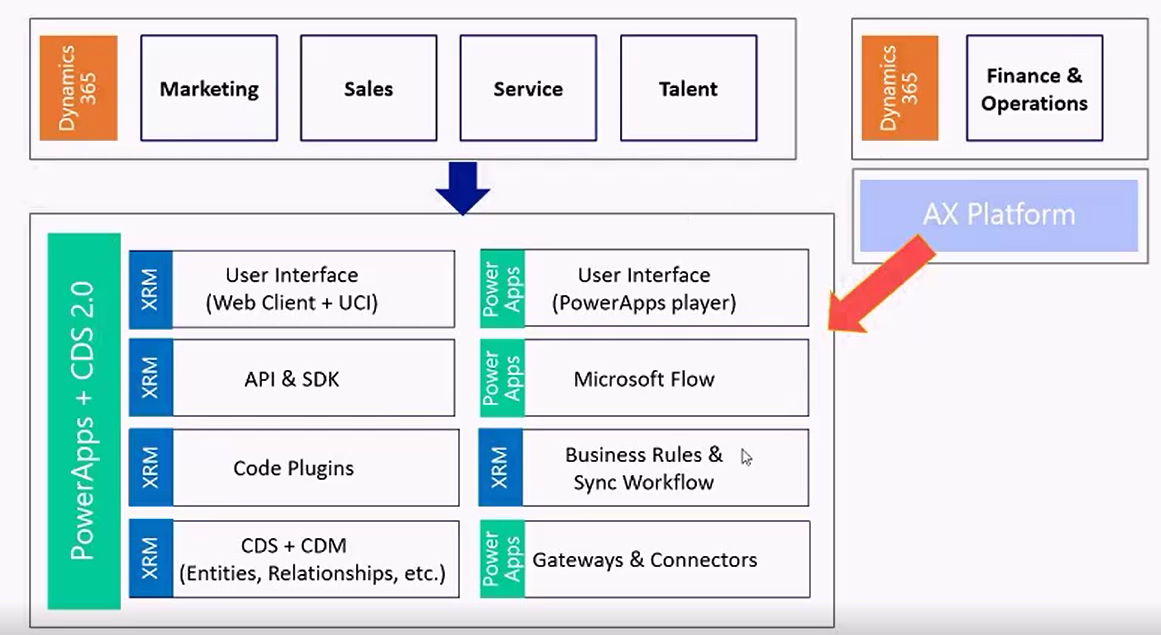 Dynamics
365
Marketing
Sales
Service
Talent
Dynamics
365
Finance &
Operations
AX Platform
PowerApps + CDS 2.0
XRM
User Interface
(Web Client + UCI)
Power
Apps
User Interface
(PowerApps player)
XRM
API & SDK
Power
Apps
Microsoft Flow
XRM
Code Plugins
XRM
Business Rules &
Sync Workflow
XRM
CDS + CDM
(Entities, Relationships, etc.)
Power
Apps
Gateways & Connectors